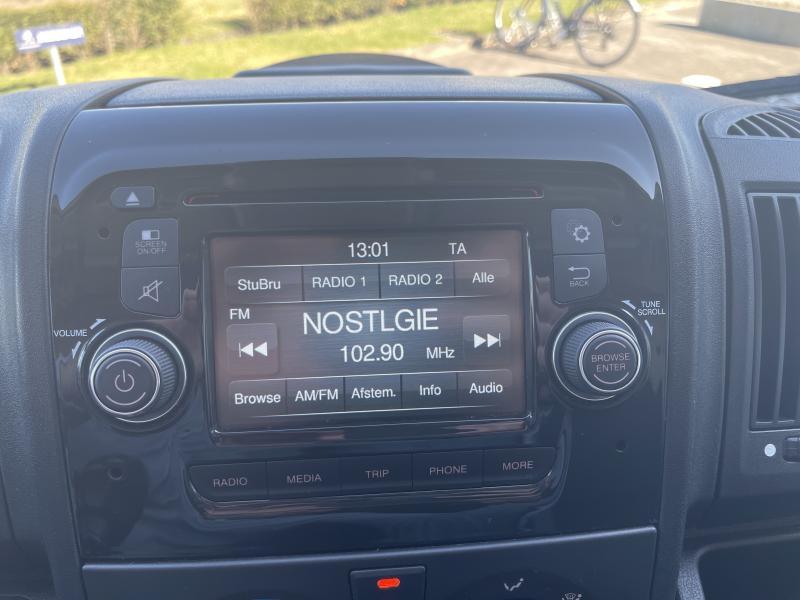 13:01 TA
SCREEN
ON/OFF
StuBru RADIO 1 RADIO 2 Alle
BACK
FM
NOSTLGIE
102.90 MHz
VOLUME
TUNE
SCROLL
BROWSE
ENTER
Browse AM/FM Afstem. Info Audio
RADIO MEDIA TRIP PHONE MORE